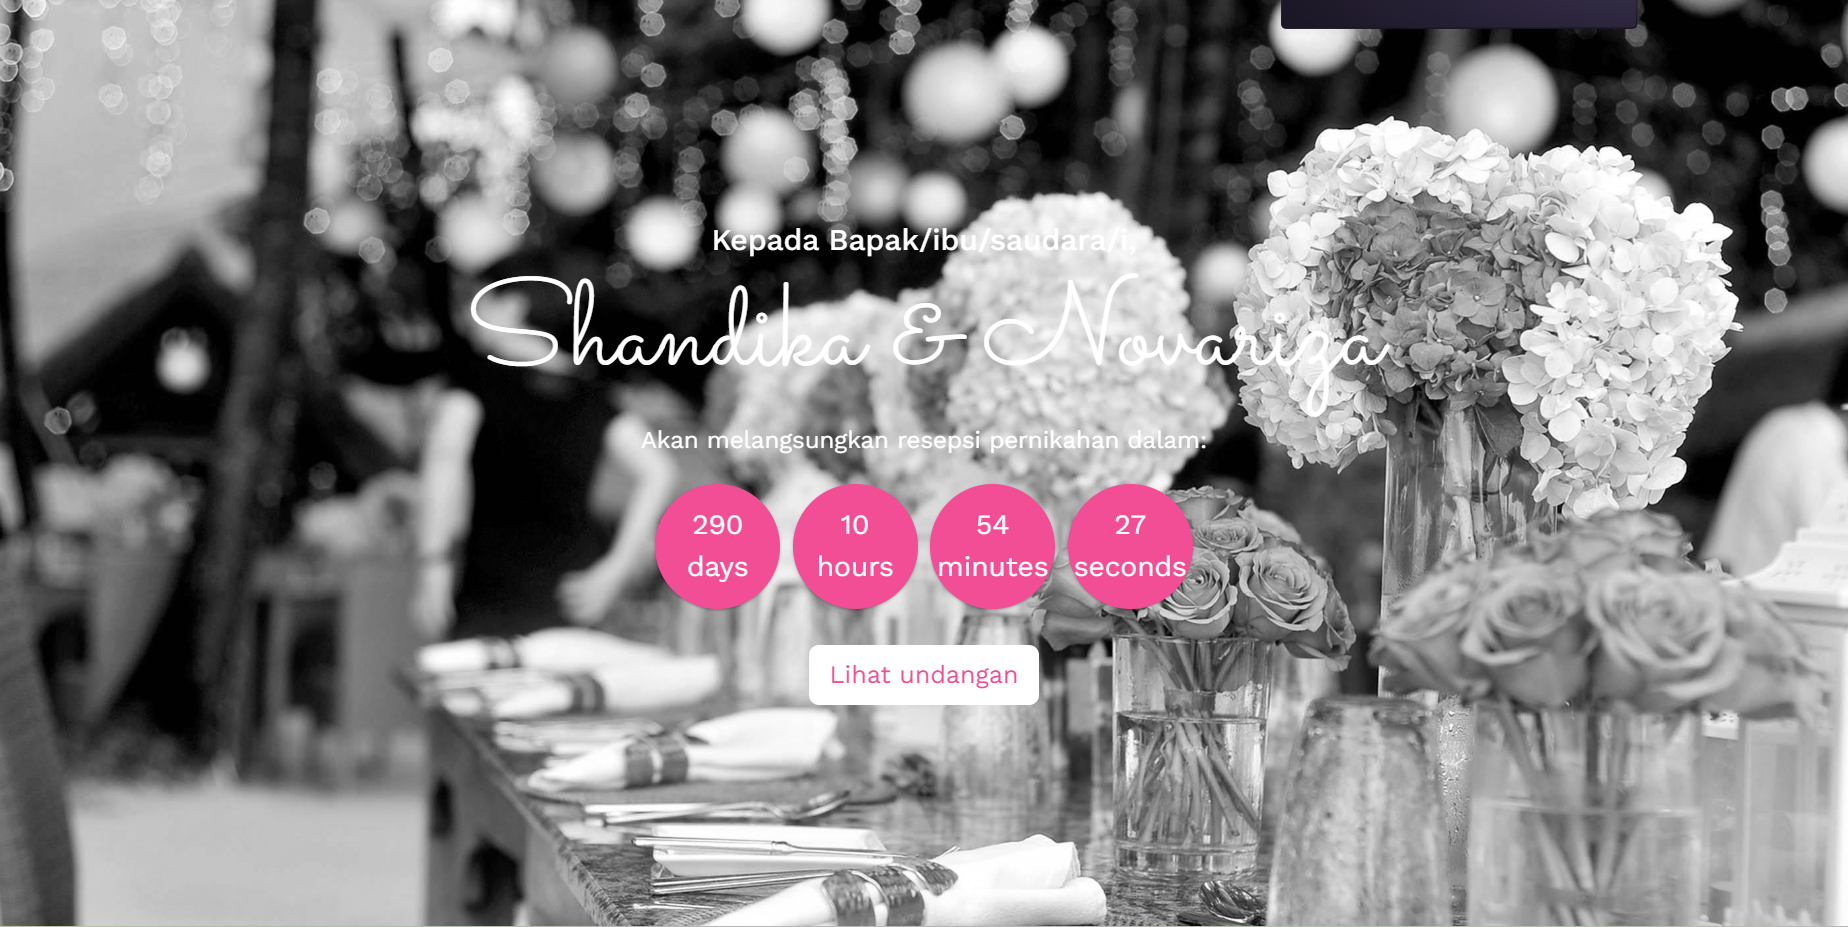 Kepada Bapak/ibu/saudara/i,
Shandika & Novariza
Akan melangsungkan resepsi pernikahan dalam:
290 10 54 27
days hours minutes seconds
Lihat undangan